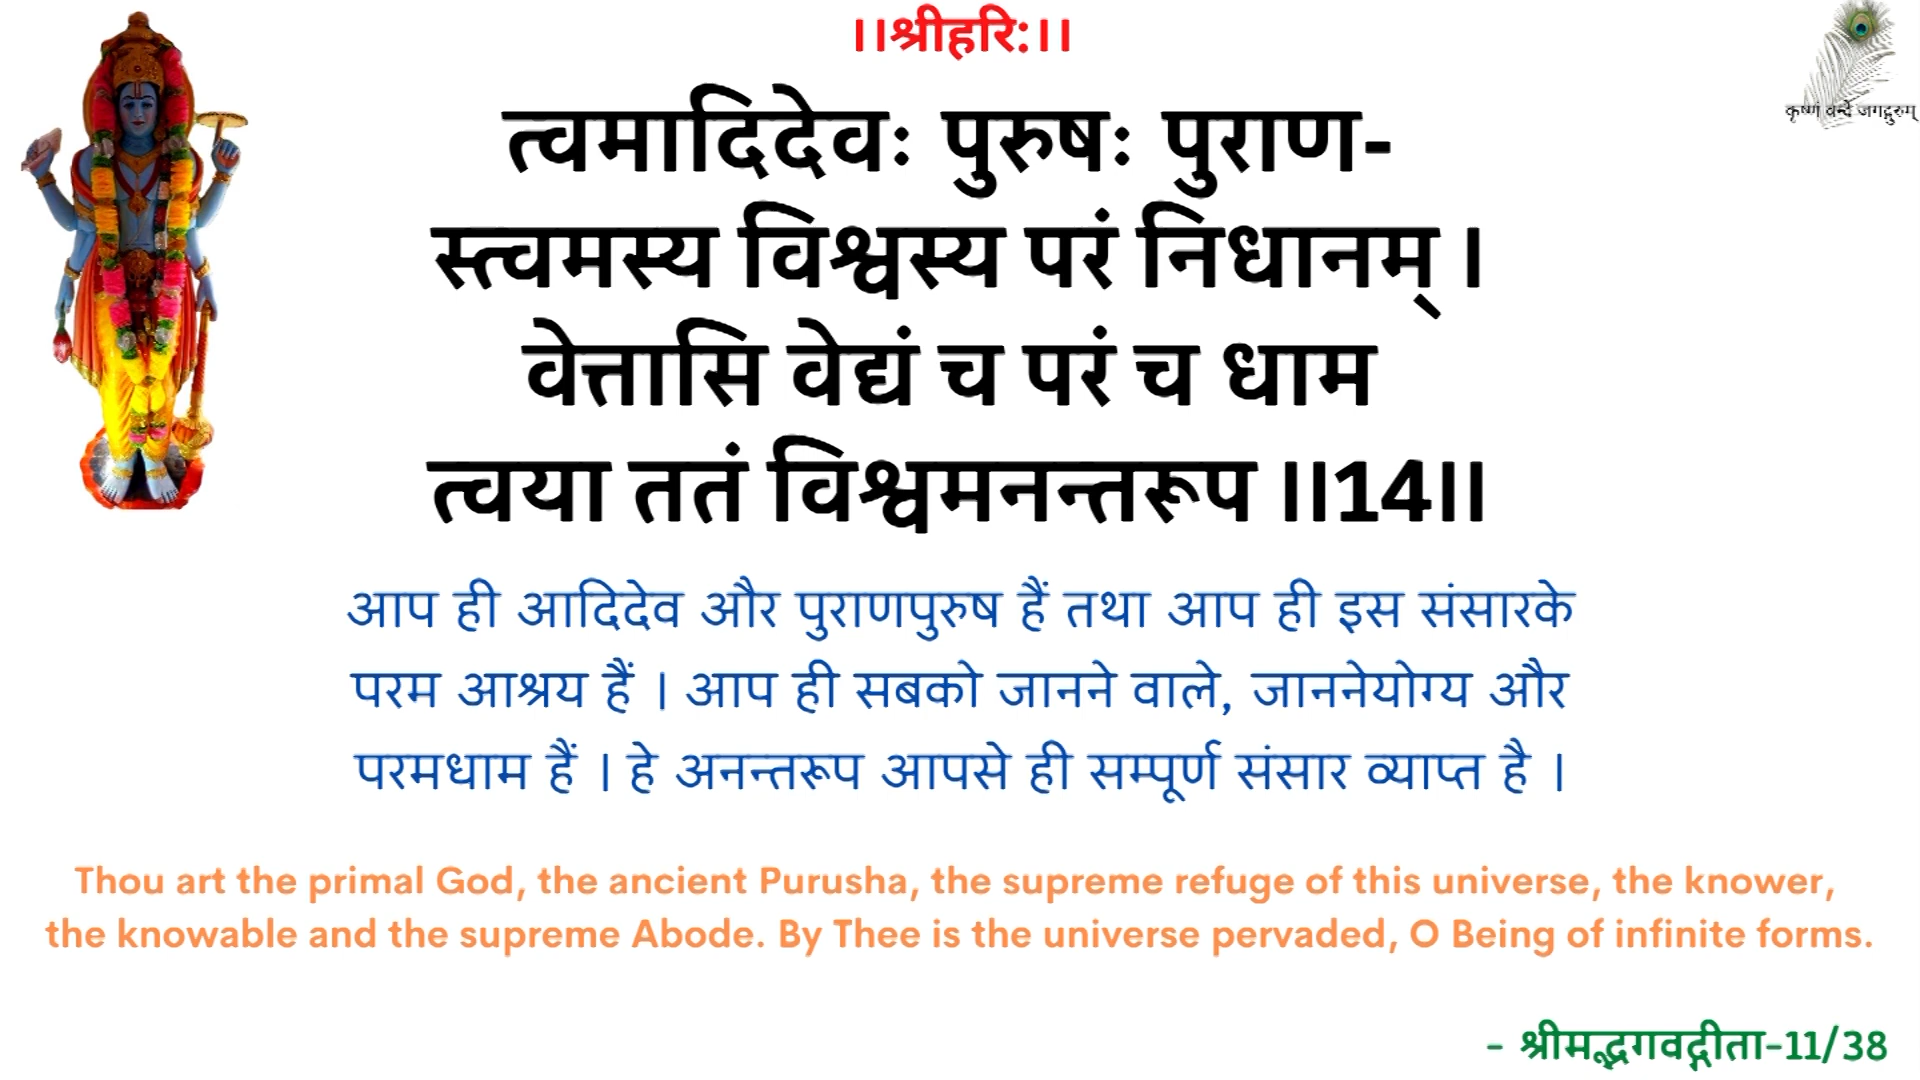 ।।श्रीहरि:।।
कृष्णं वन्दे जगद्गुरुम्
त्वमादिदेवः पुरुषः पुराण-
स्त्वमस्य विश्वस्य परं निधानम् ।
वेत्तासि वेद्यं च परं च धाम
त्वया ततं विश्वमनन्तरूप ।।14।।
आप ही आदिदेव और पुराणपुरुष हैं तथा आप ही इस संसारके
परम आश्रय हैं । आप ही सबको जानने वाले, जाननेयोग्य और
परमधाम हैं । हे अनन्तरूप आपसे ही सम्पूर्ण संसार व्याप्त है ।
Thou art the primal God, the ancient Purusha, the supreme refuge of this universe, the knower,
the knowable and the supreme Abode. By Thee is the universe pervaded, O Being of infinite forms.
- श्रीमद्भगवद्गीता-11/38